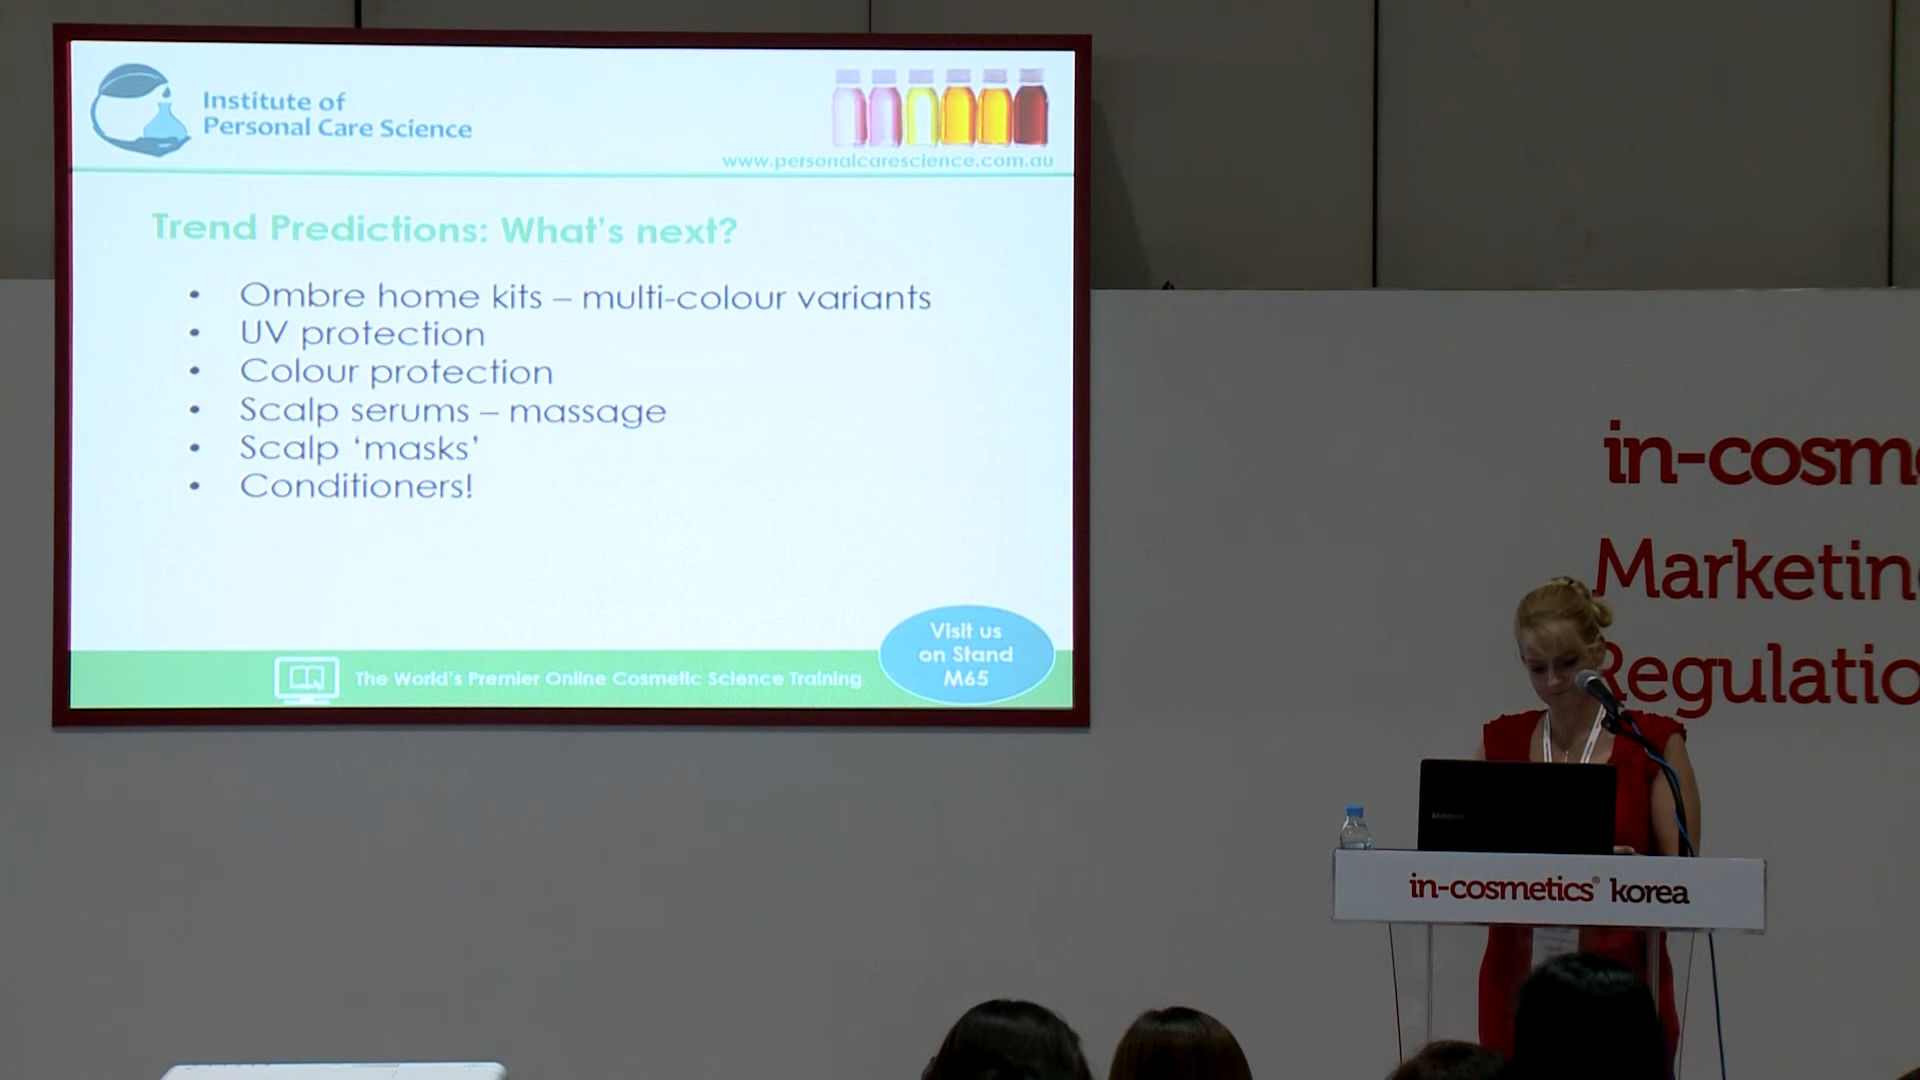 Institute of
Personal Care Science
www.personalcarescience.com.au
Trend Predictions: What's next?
• Ombre home kits – multi-colour variants
• UV protection
• Colour protection
• Scalp serums – massage
• Scalp ‘masks’
• Conditioners!
The World's Premier Online Cosmetic Science Training
Visit us
on Stand
M65
in-cosm
Marketin
Regulatio
SAMSUNG
in-cosmetics® korea